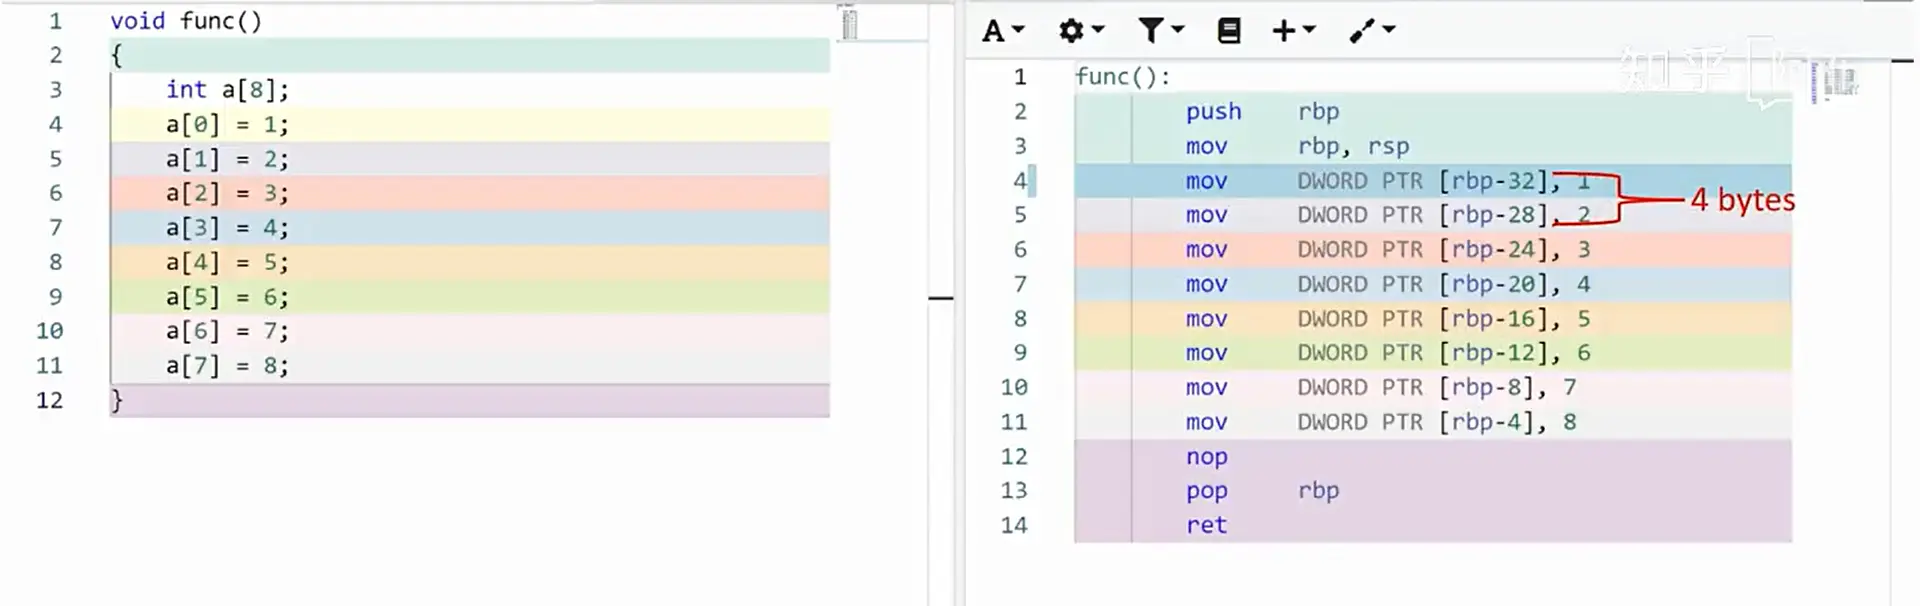 1 void func()
2 {
3 int a[8];
4 a[0] = 1;
5 a[1] = 2;
6 a[2] = 3;
7 a[3] = 4;
8 a[4] = 5;
9 a[5] = 6;
10 a[6] = 7;
11 a[7] = 8;
12 }
A
知乎
1 func():
2 push rbp
3 mov rbp, rsp
4 mov DWORD PTR [rbp-32], 1
5 mov DWORD PTR [rbp-28], 2
4 bytes
6 mov DWORD PTR [rbp-24], 3
7 mov DWORD PTR [rbp-20], 4
8 mov DWORD PTR [rbp-16], 5
9 mov DWORD PTR [rbp-12], 6
10 mov DWORD PTR [rbp-8], 7
11 mov DWORD PTR [rbp-4], 8
12 nop
13 pop rbp
14 ret